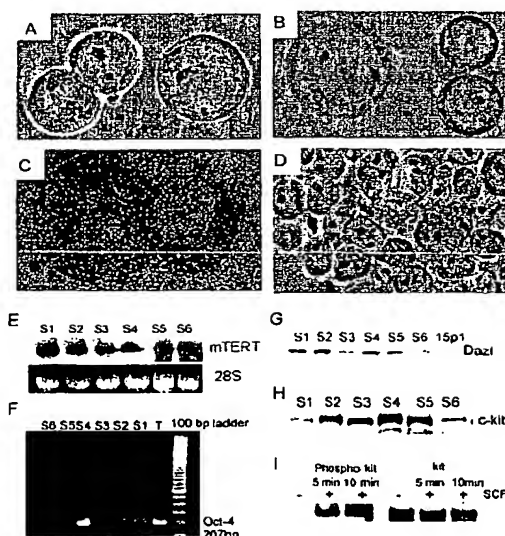 A
B
C
D
E
S1 S2 S3 S4 S5 S6
mTERT
28S
F
S6 S5 S4 S3 S2 S1 T 100 bp ladder
Oct-4
207bp
G
S1 S2 S3 S4 S5 S6 15p1
Dazl
H
S1 S2 S3 S4 S5 S6
c-kit
I
Phospho kit kit
5 min 10 min 5 min 10min
- + + - + + SCF